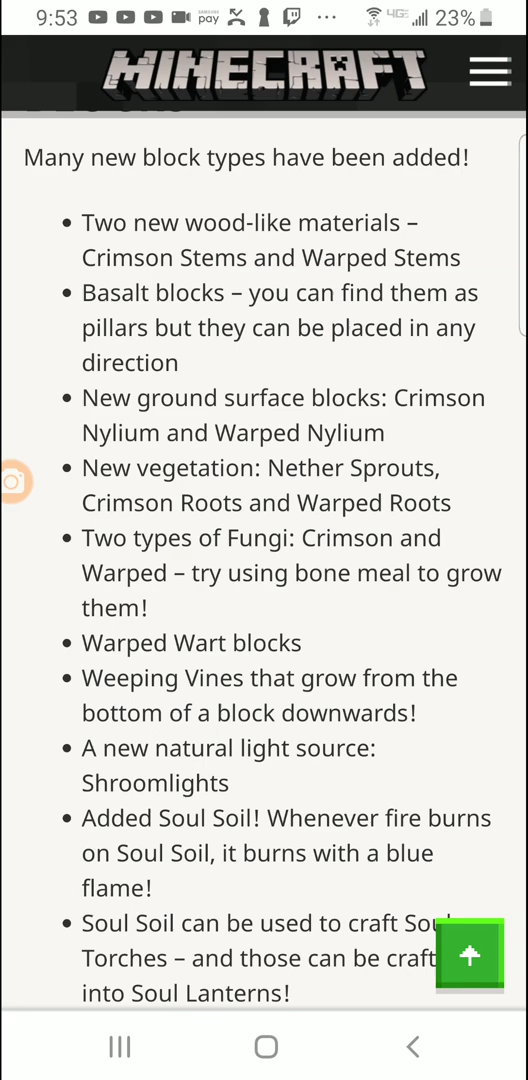 9:53
pay
4GE
23%
MINECRAFT
Many new block types have been added!
• Two new wood-like materials –
Crimson Stems and Warped Stems
• Basalt blocks – you can find them as
pillars but they can be placed in any
direction
• New ground surface blocks: Crimson
Nylium and Warped Nylium
• New vegetation: Nether Sprouts,
Crimson Roots and Warped Roots
• Two types of Fungi: Crimson and
Warped – try using bone meal to grow
them!
• Warped Wart blocks
• Weeping Vines that grow from the
bottom of a block downwards!
• A new natural light source:
Shroomlights
• Added Soul Soil! Whenever fire burns
on Soul Soil, it burns with a blue
flame!
• Soul Soil can be used to craft Soul
Torches – and those can be craft
into Soul Lanterns!